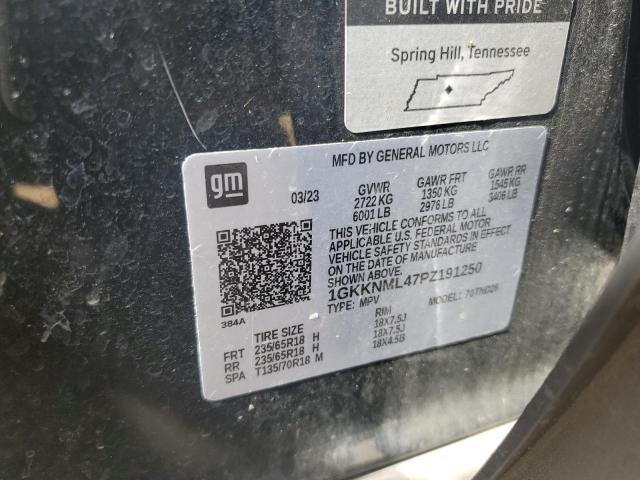 BUILT WITH PRIDE
Spring Hill, Tennessee
MFD BY GENERAL MOTORS LLC
gm
03/23
GVWR GAWR FRT GAWR RR
2722 KG 1350 KG 1545 KG
6001 LB 2976 LB 3406 LB
THIS VEHICLE CONFORMS TO ALL
APPLICABLE U.S. FEDERAL MOTOR
VEHICLE SAFETY STANDARDS IN EFFECT
ON THE DATE OF MANUFACTURE
SHOWN ABOVE.
1GKKNML47PZ191250
TYPE: MPV MODEL:
384A
TIRE SIZE RIM
FRT 235/65R18 H 18X7.5J
RR 235/65R18 H 18X7.5J
SPA T135/70R18 M 18X4.5B